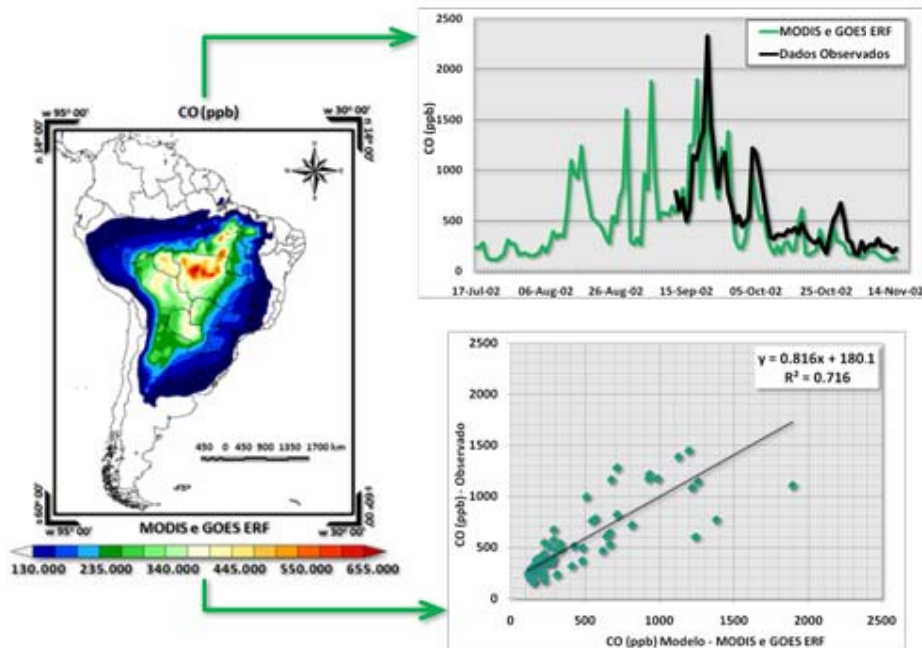 CO (ppb)
w 95° 00'
w 30° 00'
n 14° 00'
n 14° 00'
s 60° 00'
s 60° 00'
w 95° 00'
w 30° 00'
450 0 450 900 1350 1700 km
MODIS e GOES ERF
130.000 235.000 340.000 445.000 550.000 655.000
MODIS e GOES ERF
Dados Observados
CO (ppb)
2500
2000
1500
1000
500
0
17-Jul-02 06-Aug-02 26-Aug-02 15-Sep-02 05-Oct-02 25-Oct-02 14-Nov-02
y = 0.816x + 180.1
R² = 0.716
CO (ppb) - Observado
2500
2000
1500
1000
500
0
0 500 1000 1500 2000 2500
CO (ppb) Modelo - MODIS e GOES ERF